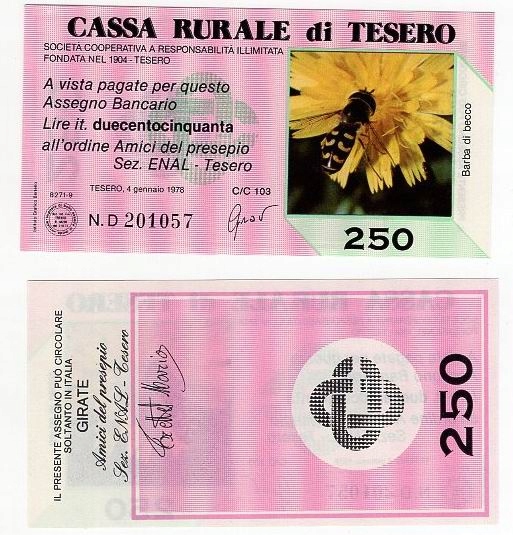 CASSA RURALE di TESERO
SOCIETÀ COOPERATIVA A RESPONSABILITÀ ILLIMITATA
FONDATA NEL 1904 - TESERO
A vista pagate per questo
Assegno Bancario
Lire it. duecentocinquanta
all'ordine Amici del presepio
Sez. ENAL - Tesero
TESERO, 4 gennaio 1978
C/C 103
8271-9
N.D 201057
Barba di becco
250
IL PRESENTE ASSEGNO PUÒ CIRCOLARE
SOLTANTO IN ITALIA
GIRATE
Amici del presepio
Sez. ENAL - Tesero
250